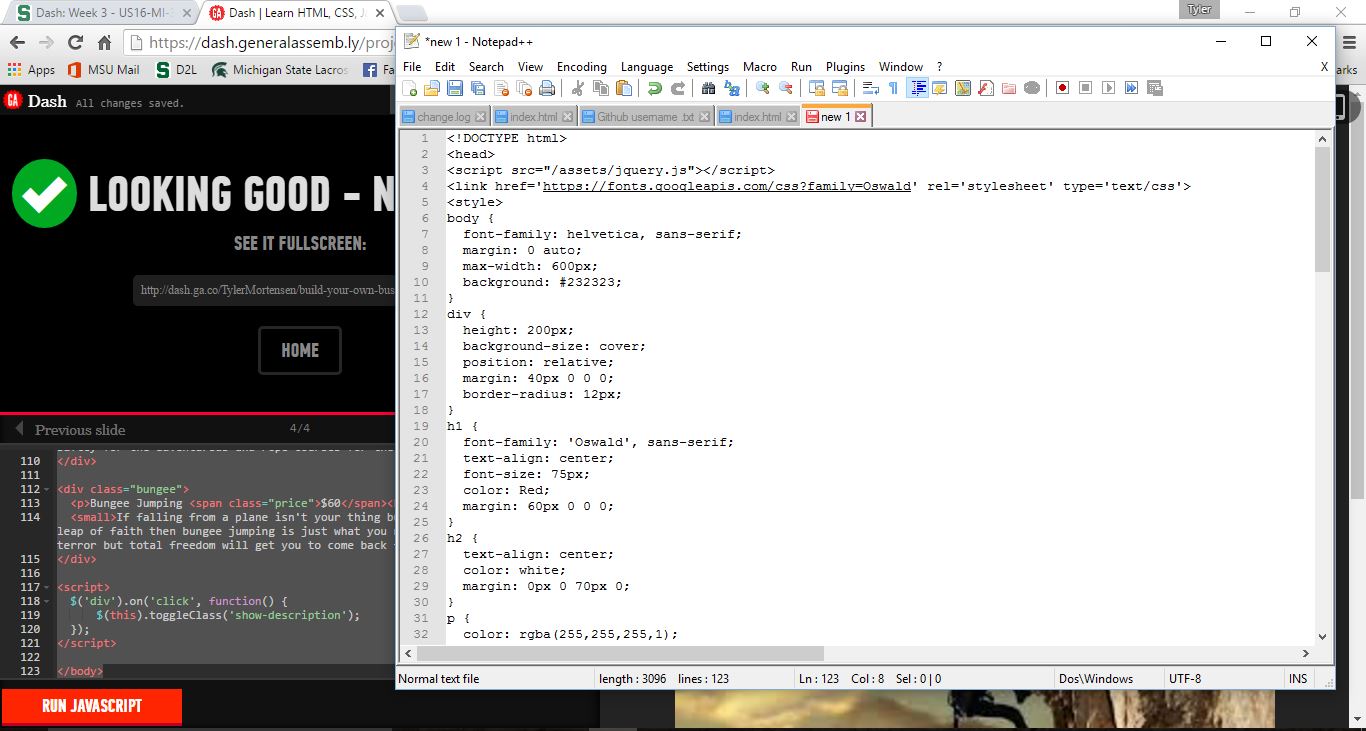 Dash: Week 3 - US16-MI-
Dash | Learn HTML, CSS, J
Tyler
https://dash.generalassemb.ly/proj
Apps
MSU Mail
D2L
Michigan State Lacros
Fa
arks
GA Dash All changes saved.
LOOKING GOOD - N
SEE IT FULLSCREEN:
http://dash.ga.co/TylerMortensen/build-your-own-bus
HOME
Previous slide
4/4
110 </div>
111
112 <div class="bungee">
113 <p>Bungee Jumping <span class="price">$60</span><
114 <small>If falling from a plane isn't your thing b
leap of faith then bungee jumping is just what you
terror but total freedom will get you to come back
115 </div>
116
117 <script>
118 $('div').on('click', function() {
119 $(this).toggleClass('show-description');
120 });
121 </script>
122
123 </body>
RUN JAVASCRIPT
*new 1 - Notepad++
File Edit Search View Encoding Language Settings Macro Run Plugins Window ? X
change.log
index.html
Github username .txt
index.html
new 1
1 <!DOCTYPE html>
2 <head>
3 <script src="/assets/jquery.js"></script>
4 <link href='https://fonts.googleapis.com/css?family=Oswald' rel='stylesheet' type='text/css'>
5 <style>
6 body {
7 font-family: helvetica, sans-serif;
8 margin: 0 auto;
9 max-width: 600px;
10 background: #232323;
11 }
12 div {
13 height: 200px;
14 background-size: cover;
15 position: relative;
16 margin: 40px 0 0 0;
17 border-radius: 12px;
18 }
19 h1 {
20 font-family: 'Oswald', sans-serif;
21 text-align: center;
22 font-size: 75px;
23 color: Red;
24 margin: 60px 0 0 0;
25 }
26 h2 {
27 text-align: center;
28 color: white;
29 margin: 0px 0 70px 0;
30 }
31 p {
32 color: rgba(255,255,255,1);
Normal text file
length : 3096 lines : 123
Ln : 123 Col : 8 Sel : 0 | 0
Dos\Windows
UTF-8
INS